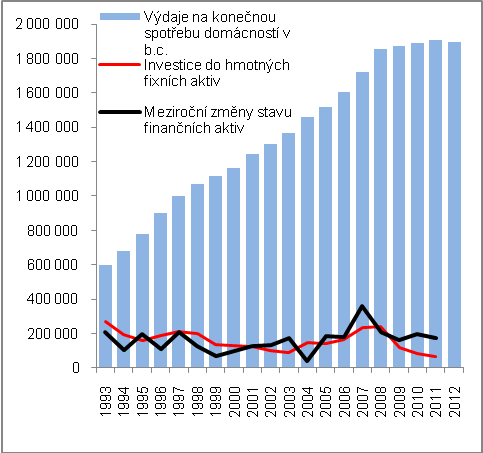 Výdaje na konečnou
spotřebu domácností v
b.c.
Investice do hmotných
fixních aktiv
Meziroční změny stavu
finančních aktiv
2 000 000
1 800 000
1 600 000
1 400 000
1 200 000
1 000 000
800 000
600 000
400 000
200 000
0
1993
1994
1995
1996
1997
1998
1999
2000
2001
2002
2003
2004
2005
2006
2007
2008
2009
2010
2011
2012